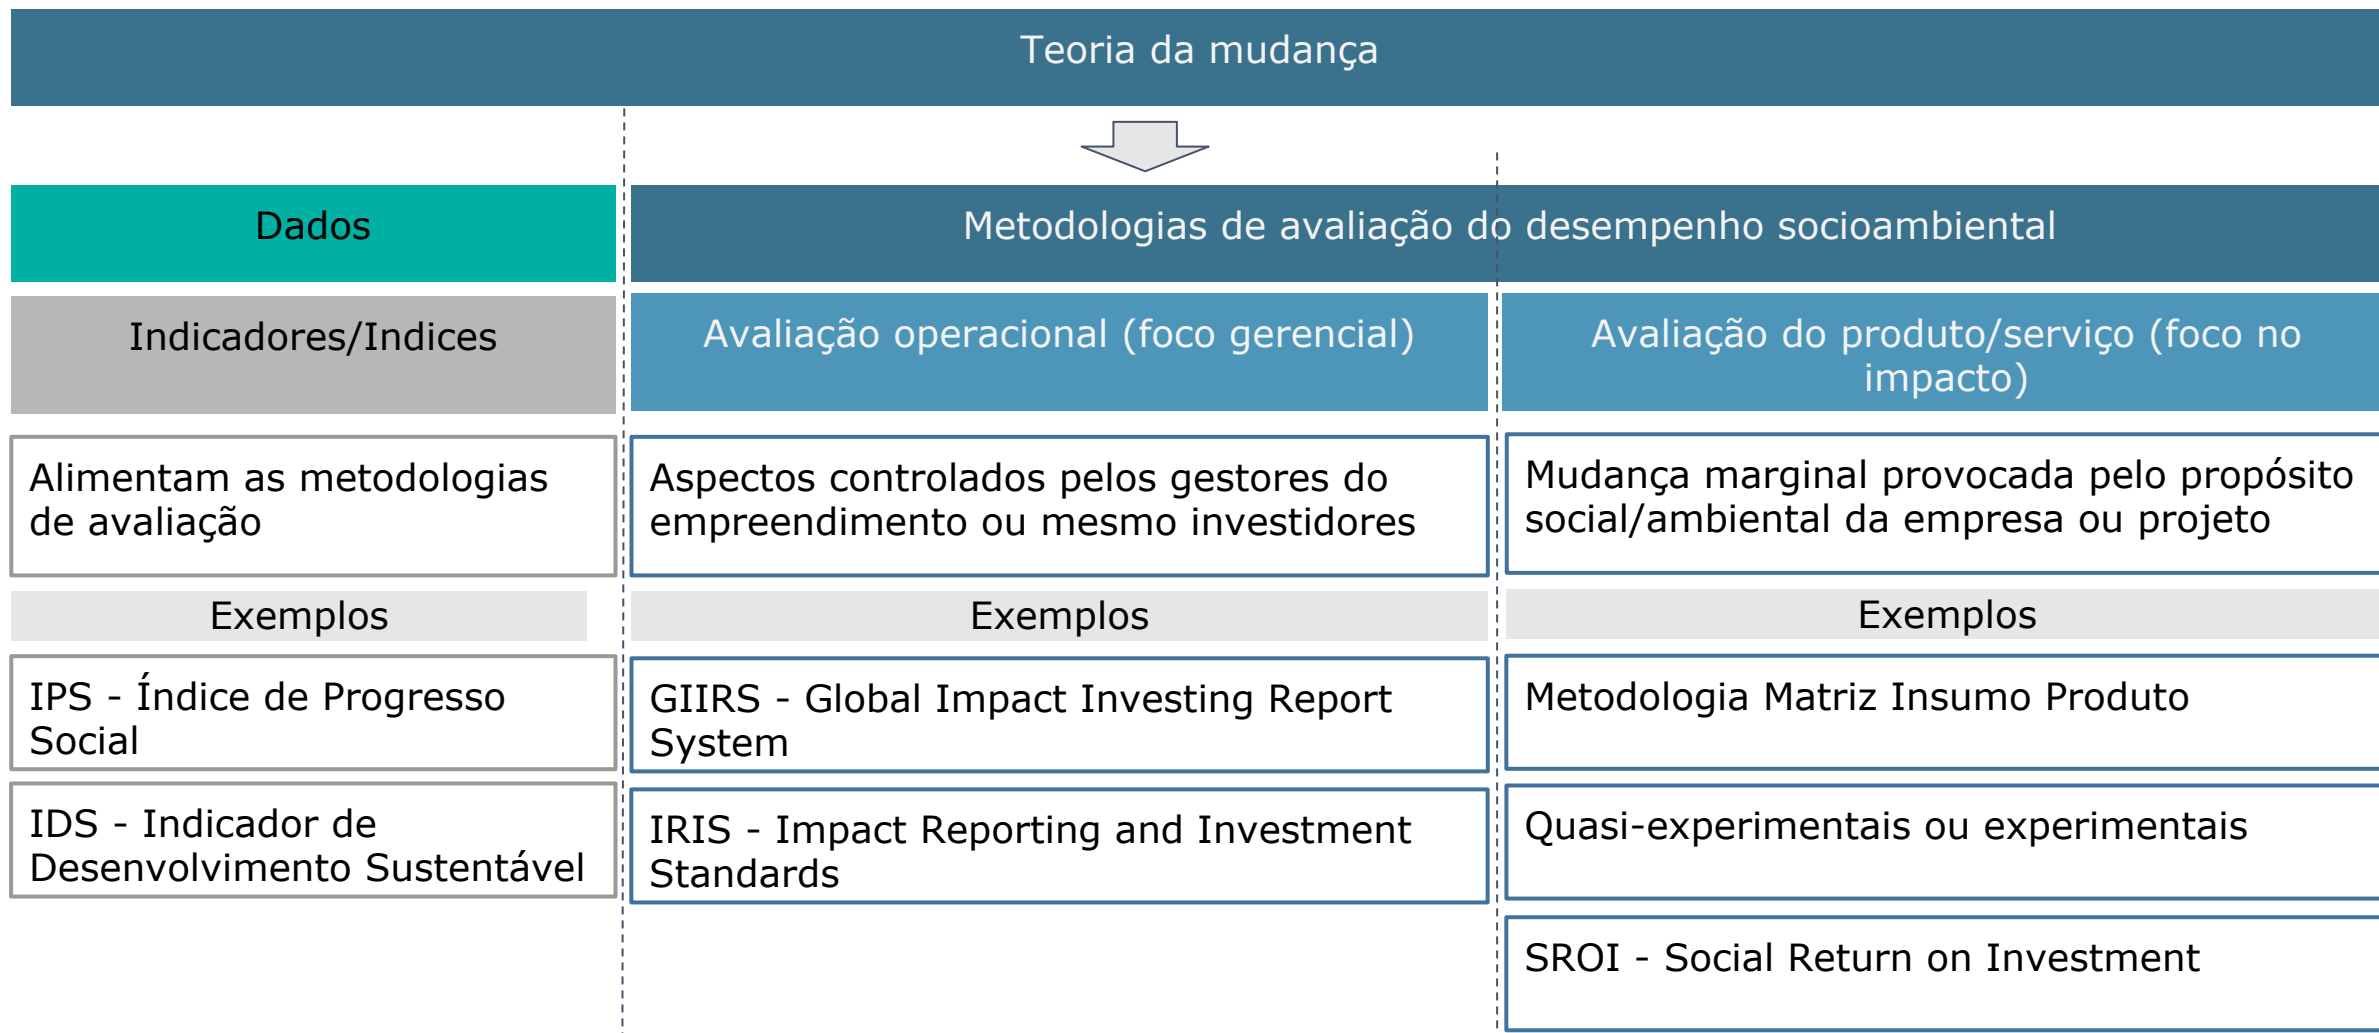 Teoria da mudança
Dados
Metodologias de avaliação do desempenho socioambiental
Indicadores/Indices
Avaliação operacional (foco gerencial)
Avaliação do produto/serviço (foco no
impacto)
Alimentam as metodologias
de avaliação
Aspectos controlados pelos gestores do
empreendimento ou mesmo investidores
Mudança marginal provocada pelo propósito
social/ambiental da empresa ou projeto
Exemplos
Exemplos
Exemplos
IPS - Índice de Progresso
Social
GIIRS - Global Impact Investing Report
System
Metodologia Matriz Insumo Produto
IDS - Indicador de
Desenvolvimento Sustentável
IRIS - Impact Reporting and Investment
Standards
Quasi-experimentais ou experimentais
SROI - Social Return on Investment